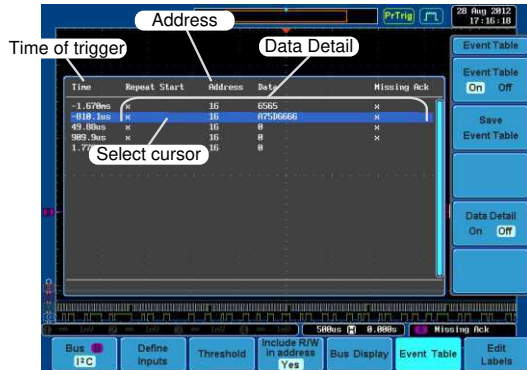 Address
PrTrig
28 Aug 2012
17:16:18
Time of trigger
Data Detail
Event Table
Time Repeat Start Address Data Missing Ack
Event Table
On Off
-1.670ms x 16 6565 x
-810.1us x 16 A75D6666 x
49.88us x 16 0 x
909.9us x 16 0 x
16 0
Select cursor
Save
Event Table
Data Detail
On Off
500us 0.000s B Missing Ack
Bus B
I²C
Define
Inputs
Threshold
Include R/W
in address
Yes
Bus Display
Event Table
Edit
Labels